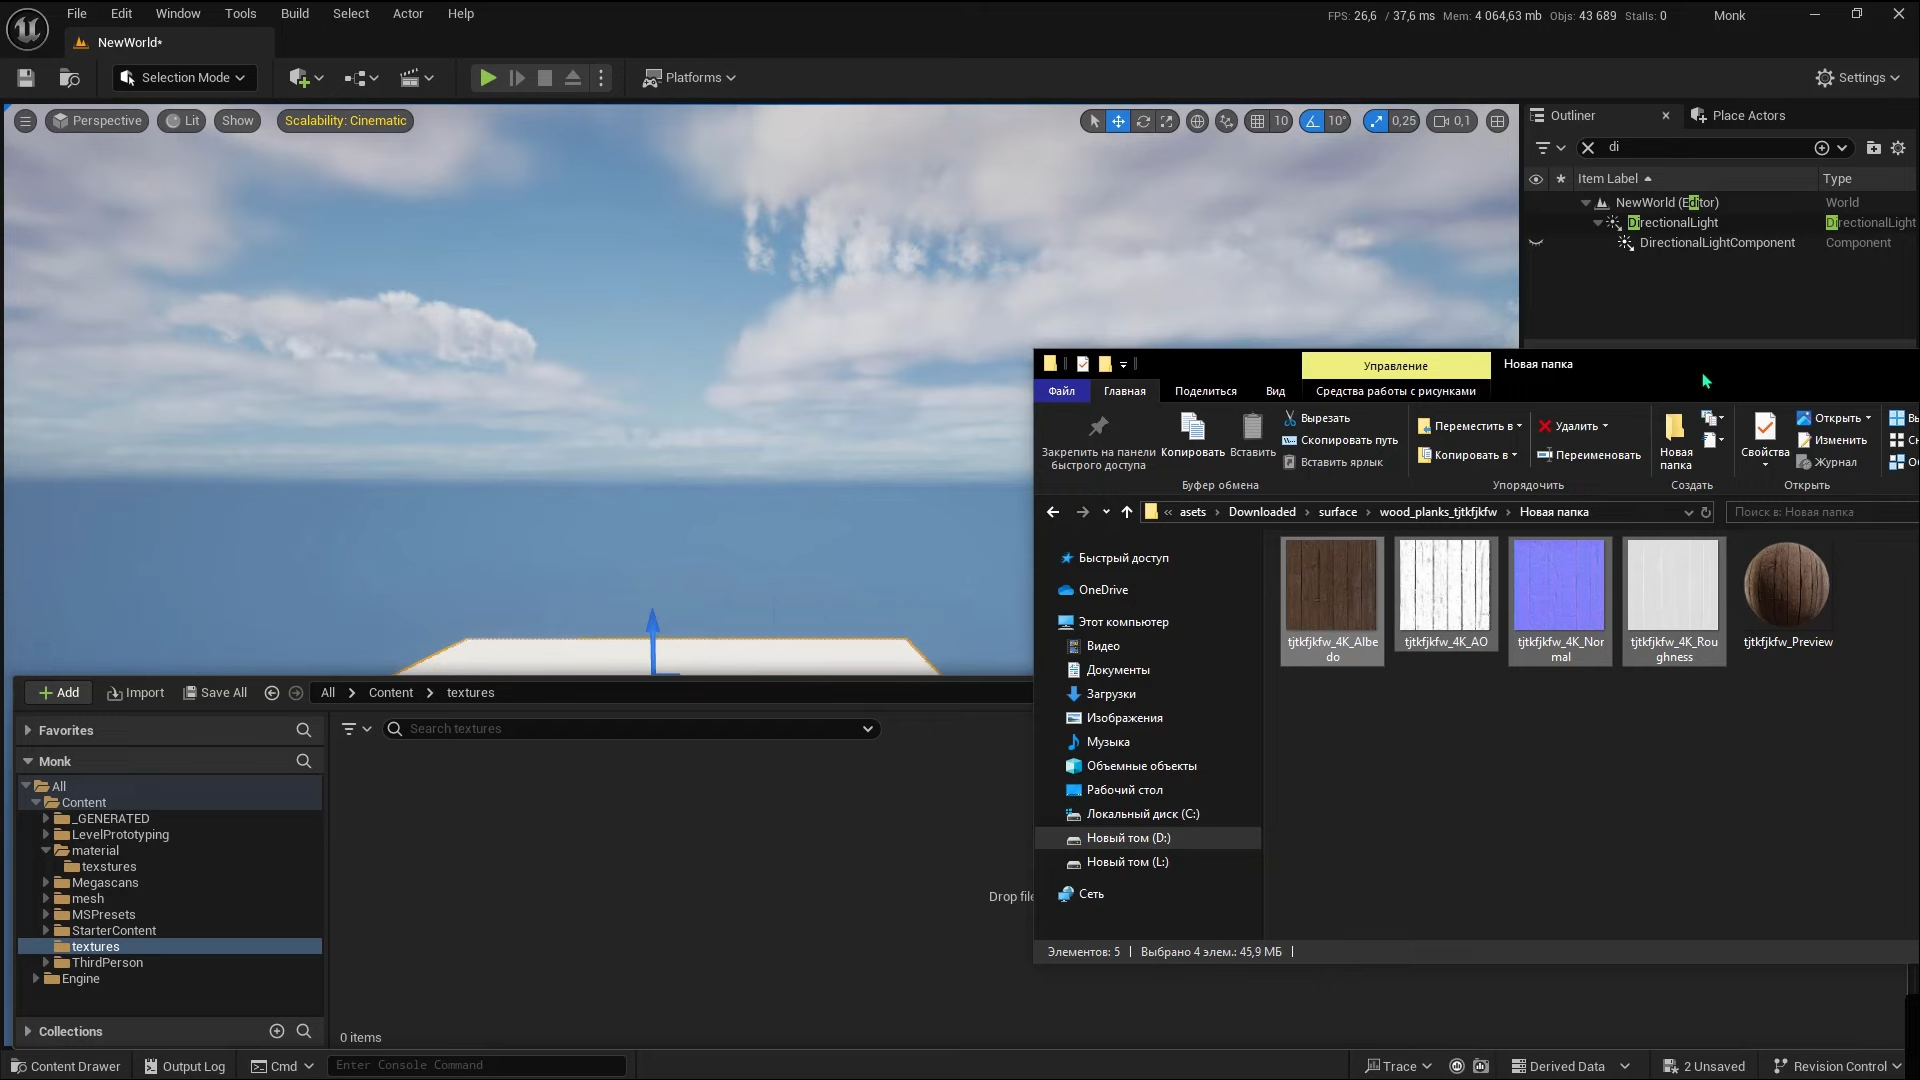 File Edit Window Tools Build Select Actor Help
FPS: 26,6 / 37,6 ms Mem: 4 064,63 mb Objs: 43 689 Stalls: 0 Monk
NewWorld*
Selection Mode
Platforms
Settings
Perspective Lit Show Scalability: Cinematic
10 10° 0,25 0,1
Outliner
Place Actors
di
Item Label Type
NewWorld (Editor) World
DirectionalLight DirectionalLight
DirectionalLightComponent Component
Управление
Новая папка
Файл Главная Поделиться Вид Средства работы с рисунками
Закрепить на панели быстрого доступа
Копировать
Вставить
Вырезать
Скопировать путь
Вставить ярлык
Буфер обмена
Переместить в
Копировать в
Удалить
Переименовать
Упорядочить
Новая папка
Создать
Свойства
Открыть
Изменить
Журнал
Открыть
« asets Downloaded surface wood_planks_tjtkfjkfw Новая папка
Поиск в: Новая папка
Быстрый доступ
OneDrive
Этот компьютер
Видео
Документы
Загрузки
Изображения
Музыка
Объемные объекты
Рабочий стол
Локальный диск (C:)
Новый том (D:)
Новый том (L:)
Сеть
tjtkfjkfw_4K_Albedo
tjtkfjkfw_4K_AO
tjtkfjkfw_4K_Normal
tjtkfjkfw_4K_Roughness
tjtkfjkfw_Preview
Элементов: 5 Выбрано 4 элем.: 45,9 МБ
Add Import Save All All Content textures
Favorites
Search textures
Monk
All
Content
_GENERATED
LevelPrototyping
material
texstures
Megascans
mesh
MSPresets
StarterContent
textures
ThirdPerson
Engine
Collections
Drop file
0 items
Content Drawer Output Log Cmd Enter Console Command
Trace Derived Data 2 Unsaved Revision Control